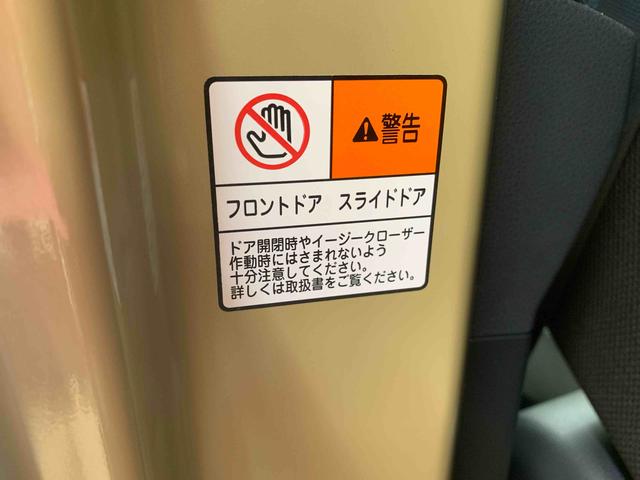 警告
フロントドア スライドドア
ドア開閉時やイージークローザー
作動時にはさまれないよう
十分注意してください。
詳しくは取扱書をご覧ください。